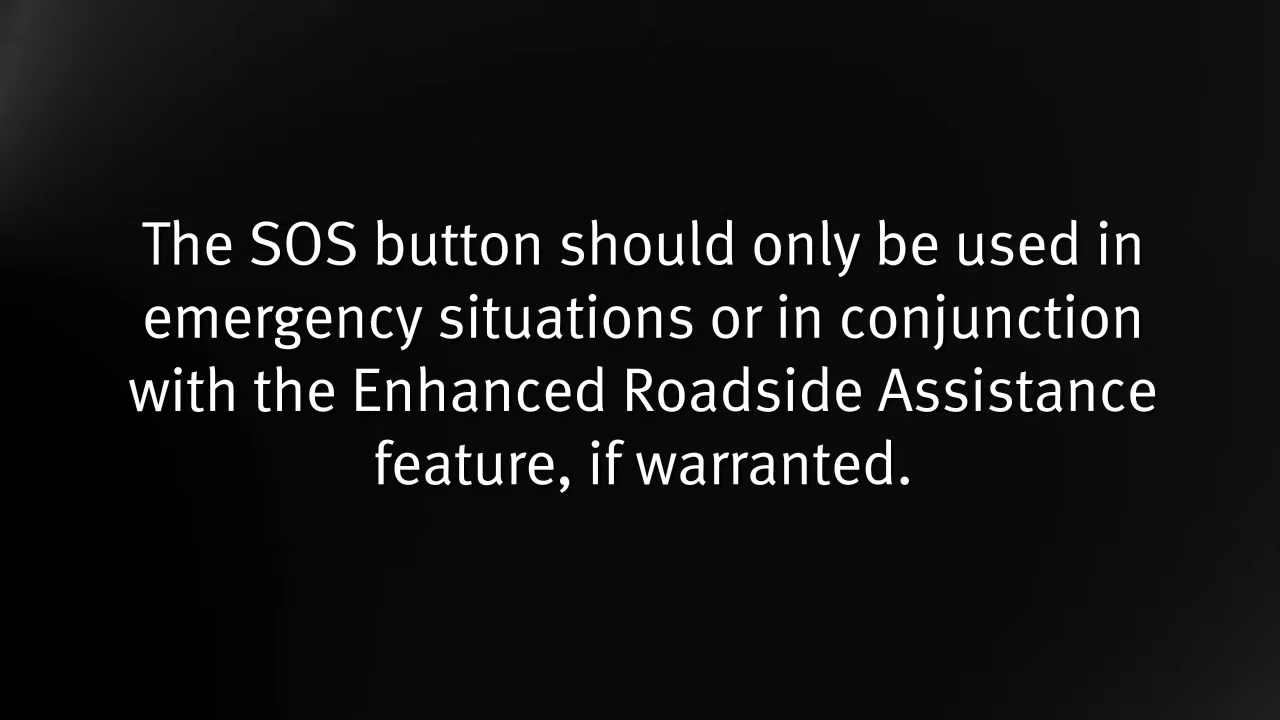 The SOS button should only be used in
emergency situations or in conjunction
with the Enhanced Roadside Assistance
feature, if warranted.